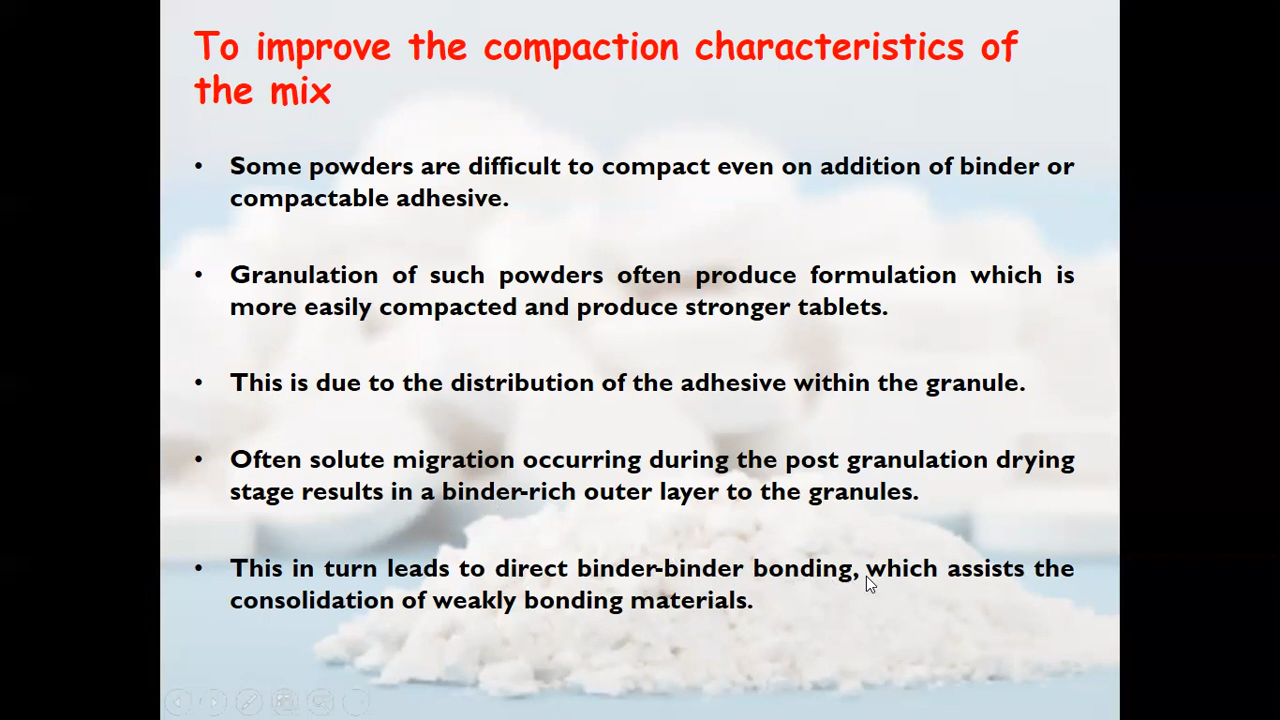 To improve the compaction characteristics of
the mix
• Some powders are difficult to compact even on addition of binder or
compactable adhesive.
• Granulation of such powders often produce formulation which is
more easily compacted and produce stronger tablets.
• This is due to the distribution of the adhesive within the granule.
• Often solute migration occurring during the post granulation drying
stage results in a binder-rich outer layer to the granules.
• This in turn leads to direct binder-binder bonding, which assists the
consolidation of weakly bonding materials.